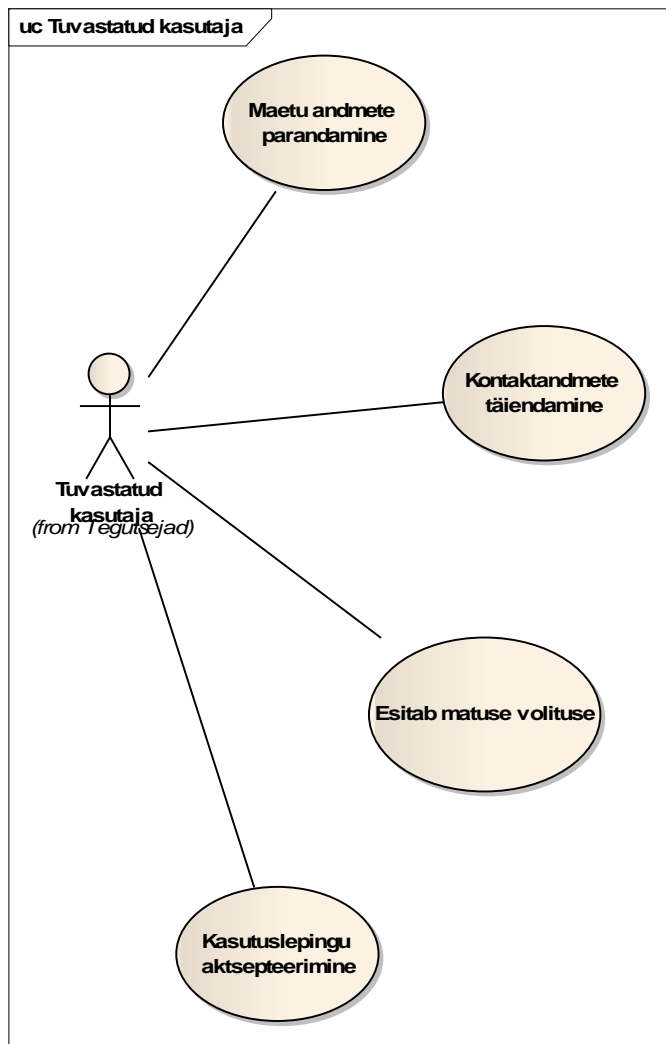 uc Tuvastatud kasutaja
Maetu andmete
parandamine
Kontaktandmete
täiendamine
Tuvastatud
kasutaja
(from Tegutsejad)
Esitab matuse volituse
Kasutuslepingu
aktsepteerimine